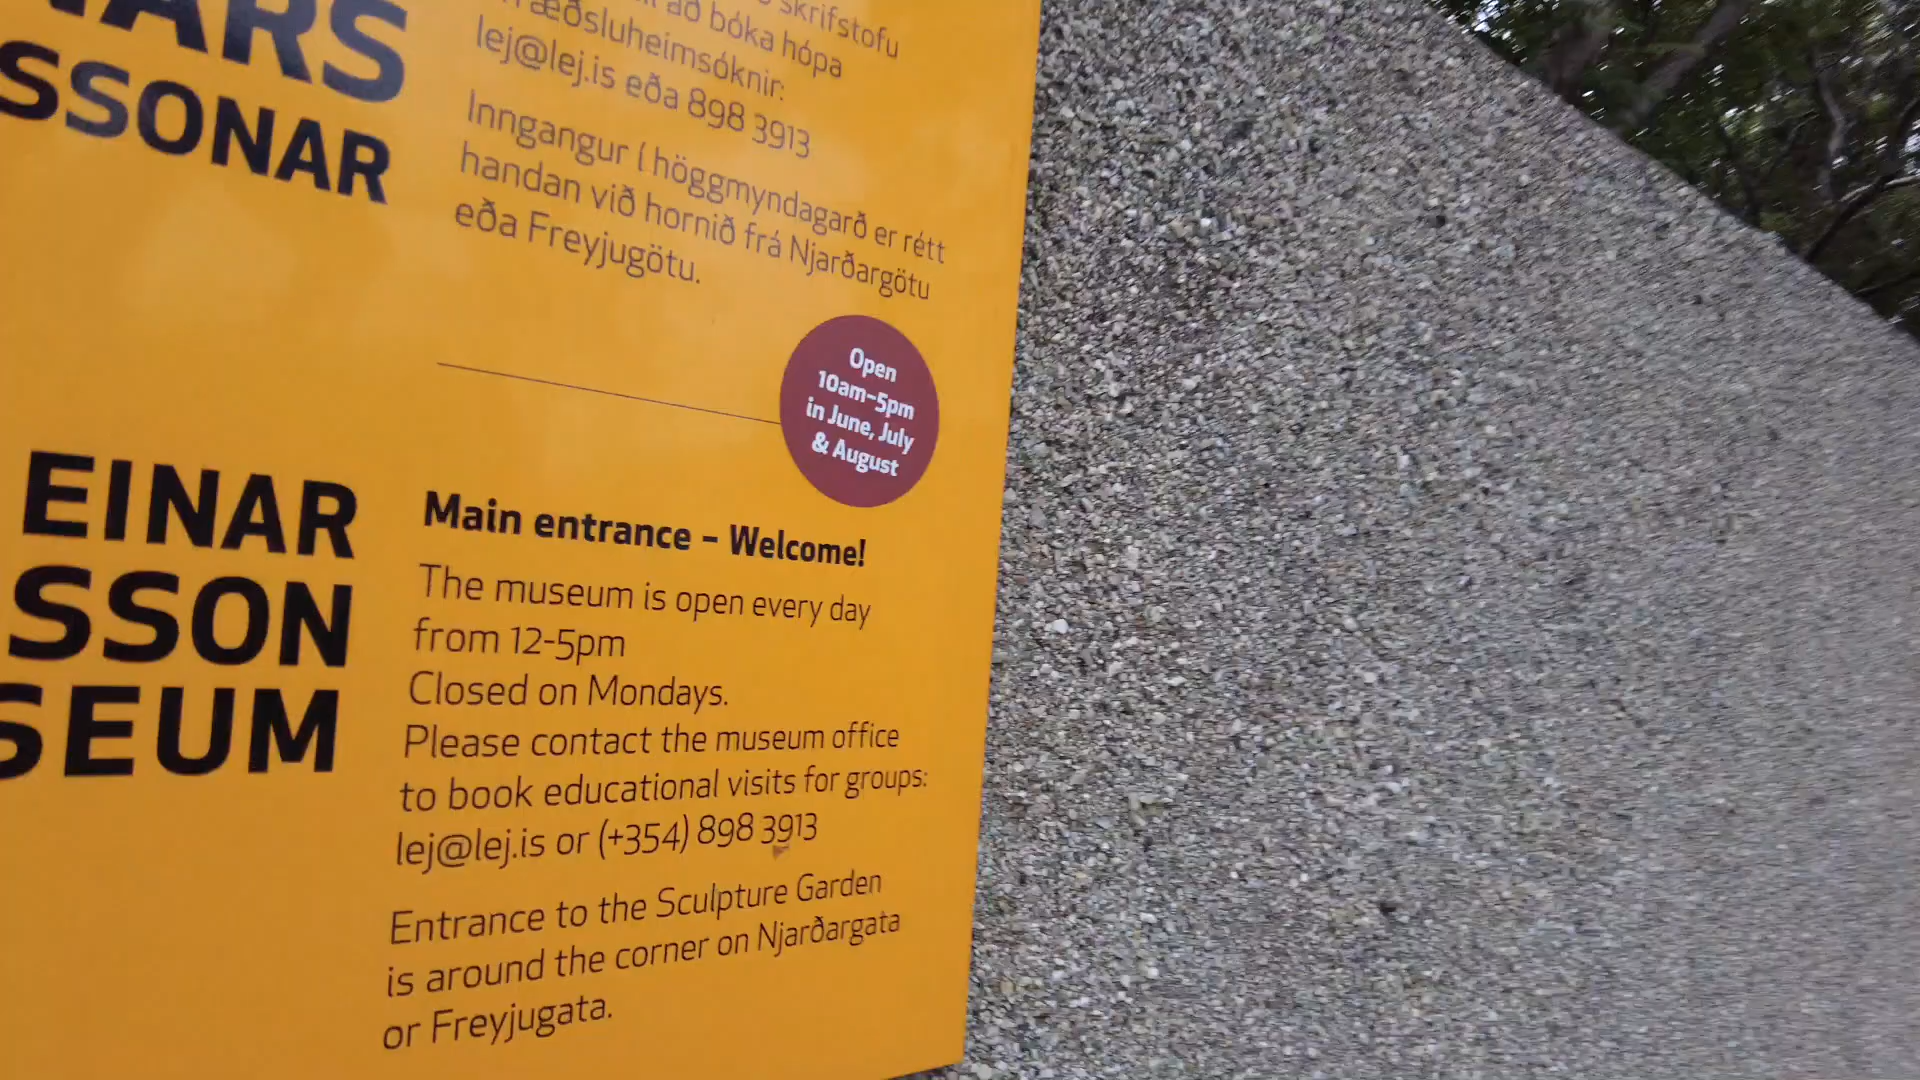 SSONAR
skrifstofu
að bóka hópa
lej@lej.is eða 898 3913
Inngangur í höggmyndagarð er rétt
handan við hornið frá Njarðargötu
eða Freyjugötu.
Open
10am–5pm
in June, July
& August
EINAR
SSON
SEUM
Main entrance – Welcome!
The museum is open every day
from 12-5pm
Closed on Mondays.
Please contact the museum office
to book educational visits for groups:
lej@lej.is or (+354) 898 3913
Entrance to the Sculpture Garden
is around the corner on Njarðargata
or Freyjugata.